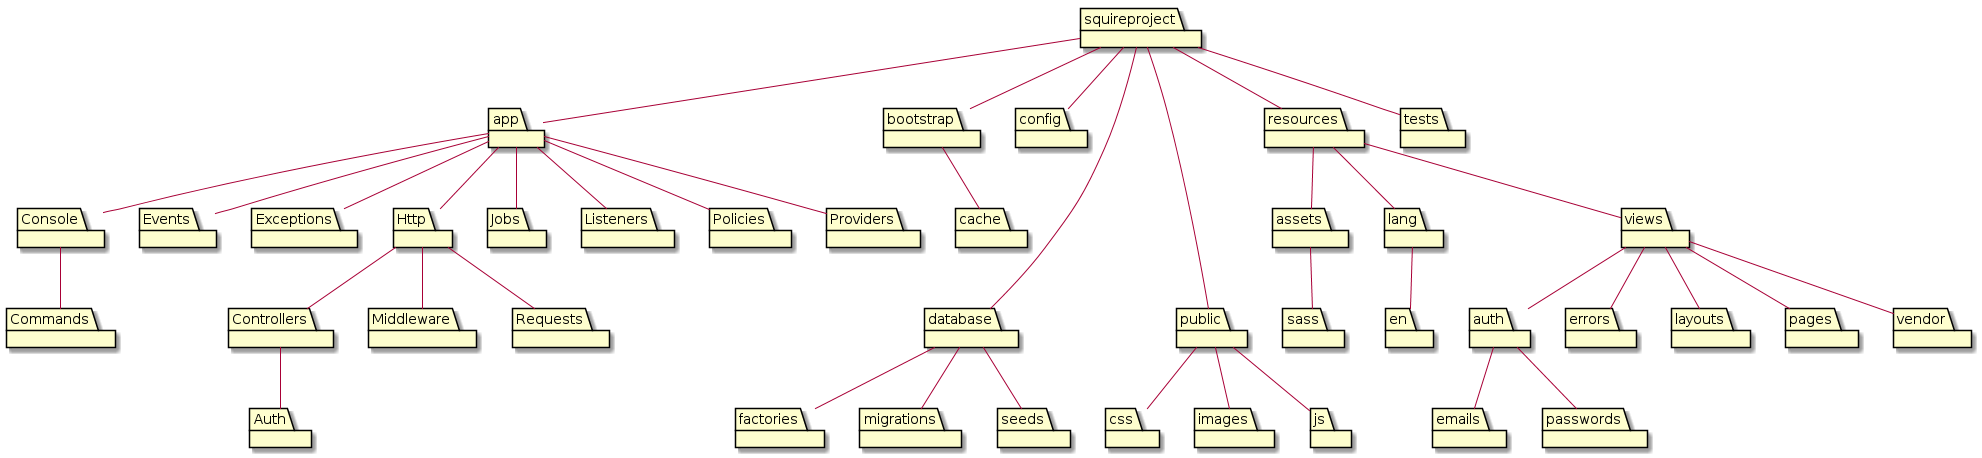 squireproject
app
bootstrap
config
resources
tests
Console
Events
Exceptions
Http
Jobs
Listeners
Policies
Providers
cache
assets
lang
views
Commands
Controllers
Middleware
Requests
database
public
sass
en
auth
errors
layouts
pages
vendor
Auth
factories
migrations
seeds
css
images
js
emails
passwords